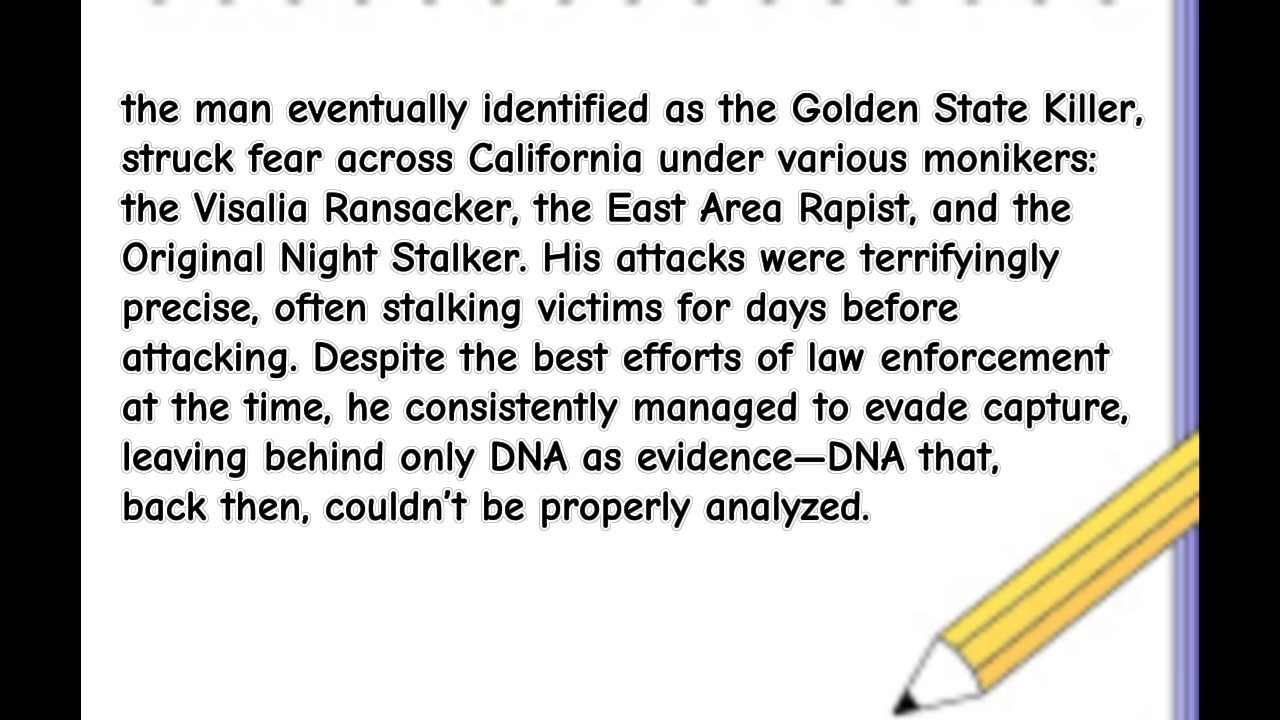 the man eventually identified as the Golden State Killer,
struck fear across California under various monikers:
the Visalia Ransacker, the East Area Rapist, and the
Original Night Stalker. His attacks were terrifyingly
precise, often stalking victims for days before
attacking. Despite the best efforts of law enforcement
at the time, he consistently managed to evade capture,
leaving behind only DNA as evidence—DNA that,
back then, couldn't be properly analyzed.